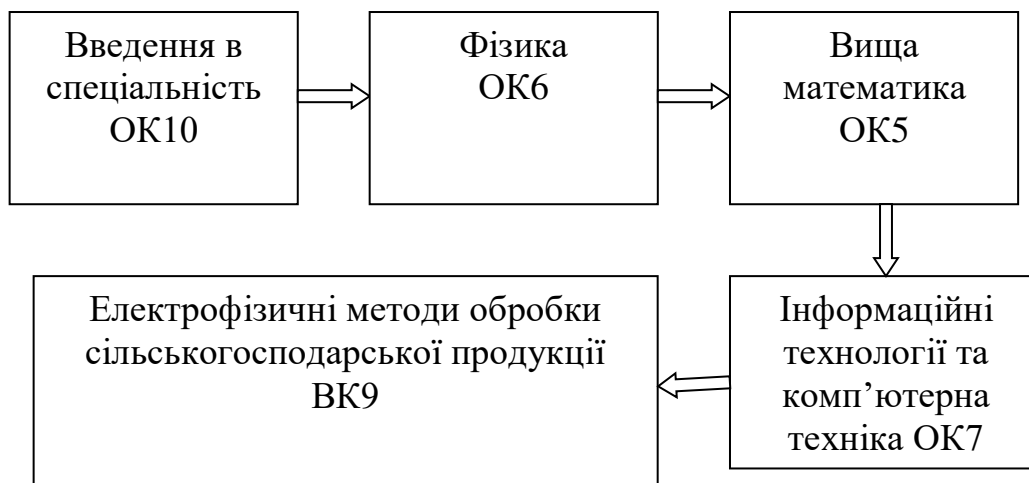 Введення в
спеціальність
ОК10
Фізика
ОК6
Вища
математика
ОК5
Інформаційні
технології та
комп’ютерна
техніка ОК7
Електрофізичні методи обробки
сільськогосподарської продукції
ВК9